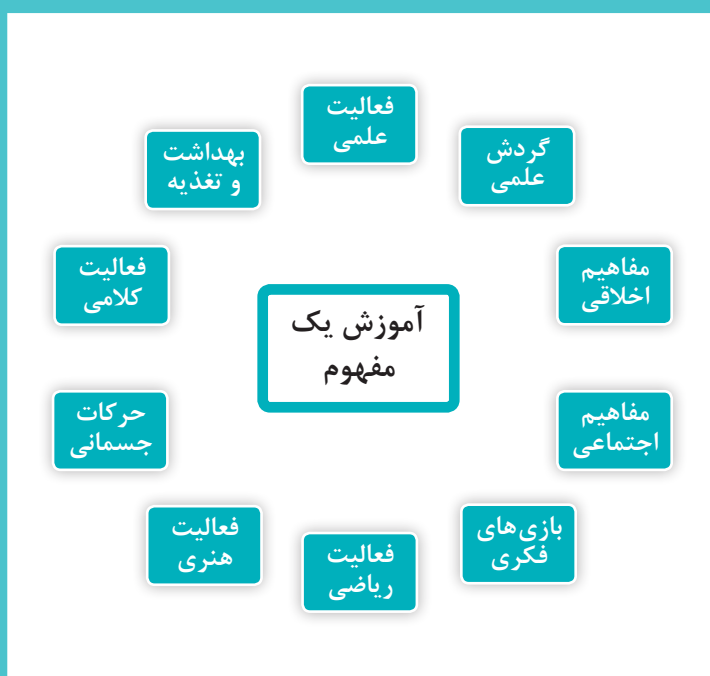 فعالیت
علمی
گردش
علمی
بهداشت
و تغذیه
مفاهیم
اخلاقی
فعالیت
کلامی
آموزش یک
مفهوم
مفاهیم
اجتماعی
حرکات
جسمانی
بازی‌های
فکری
فعالیت
هنری
فعالیت
ریاضی